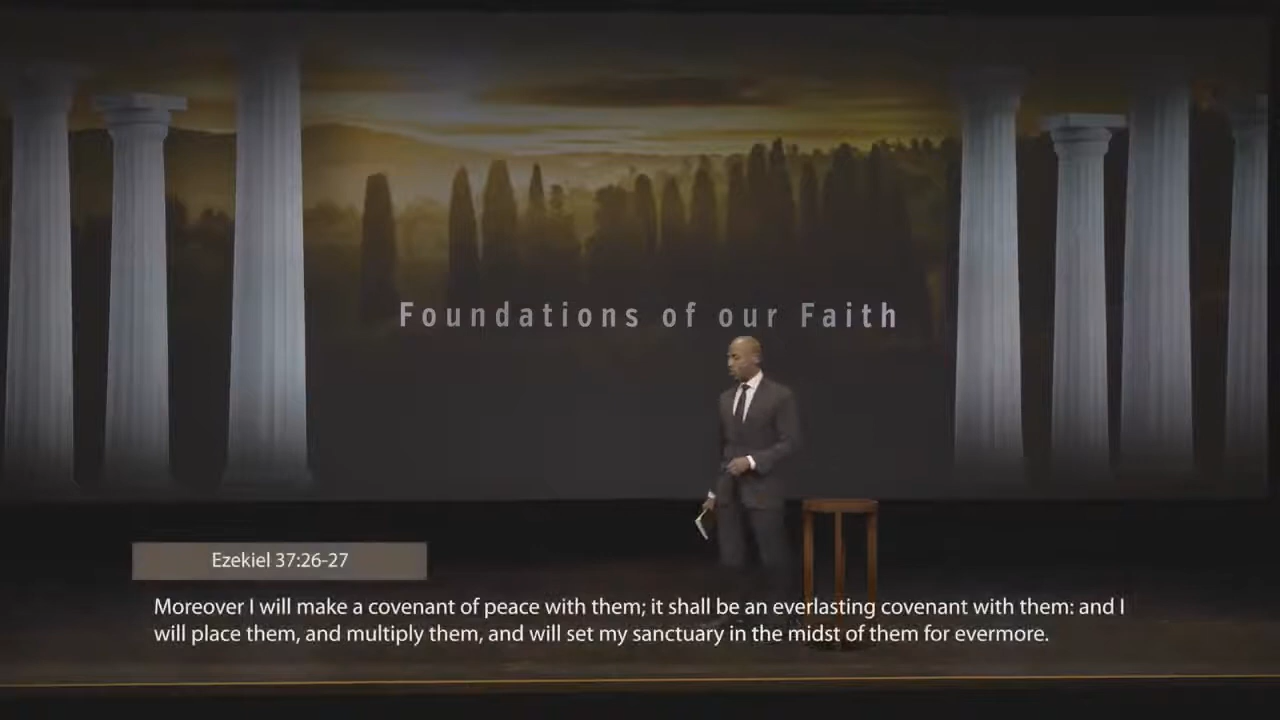 Foundations of our Faith
Ezekiel 37:26-27
Moreover I will make a covenant of peace with them; it shall be an everlasting covenant with them: and I
will place them, and multiply them, and will set my sanctuary in the midst of them for evermore.